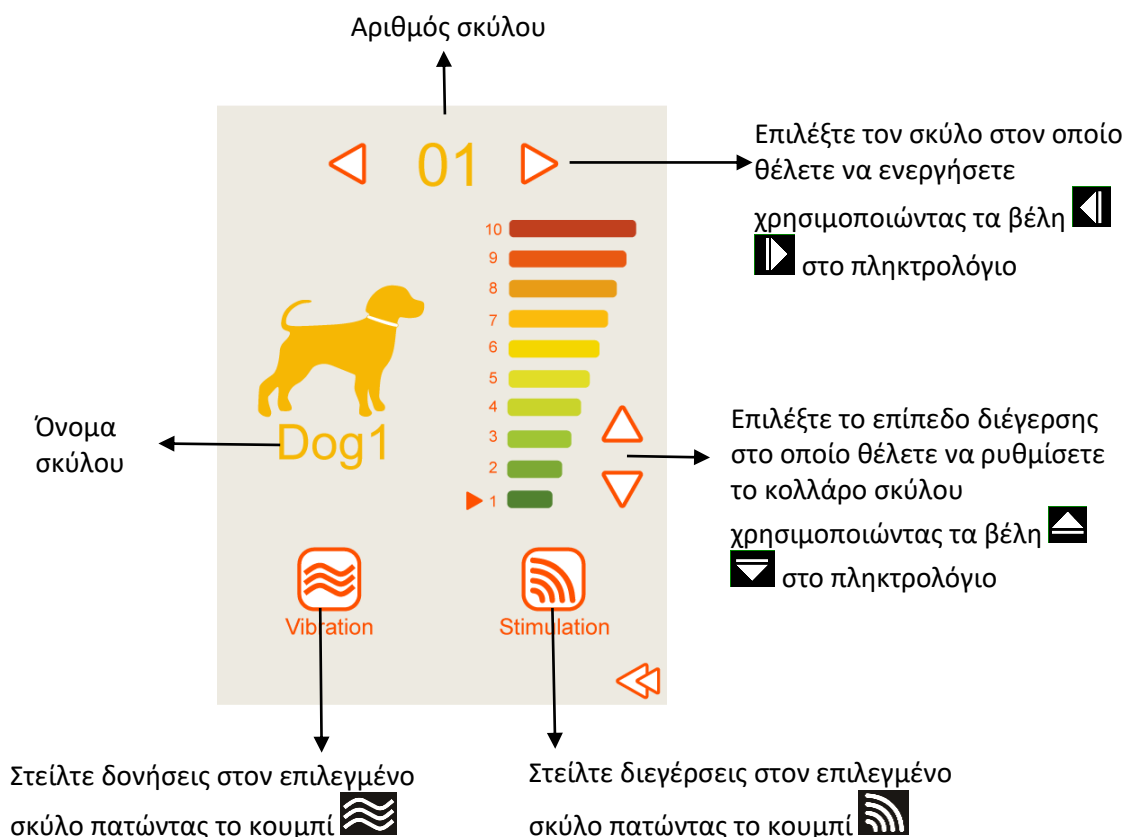 Αριθμός σκύλου
01
Επιλέξτε τον σκύλο στον οποίο
θέλετε να ενεργήσετε
χρησιμοποιώντας τα βέλη
στο πληκτρολόγιο
10
9
8
7
6
5
4
3
2
1
Όνομα
σκύλου
Dog1
Επιλέξτε το επίπεδο διέγερσης
στο οποίο θέλετε να ρυθμίσετε
το κολλάρο σκύλου
χρησιμοποιώντας τα βέλη
στο πληκτρολόγιο
Vibration
Stimulation
Στείλτε δονήσεις στον επιλεγμένο
σκύλο πατώντας το κουμπί
Στείλτε διεγέρσεις στον επιλεγμένο
σκύλο πατώντας το κουμπί